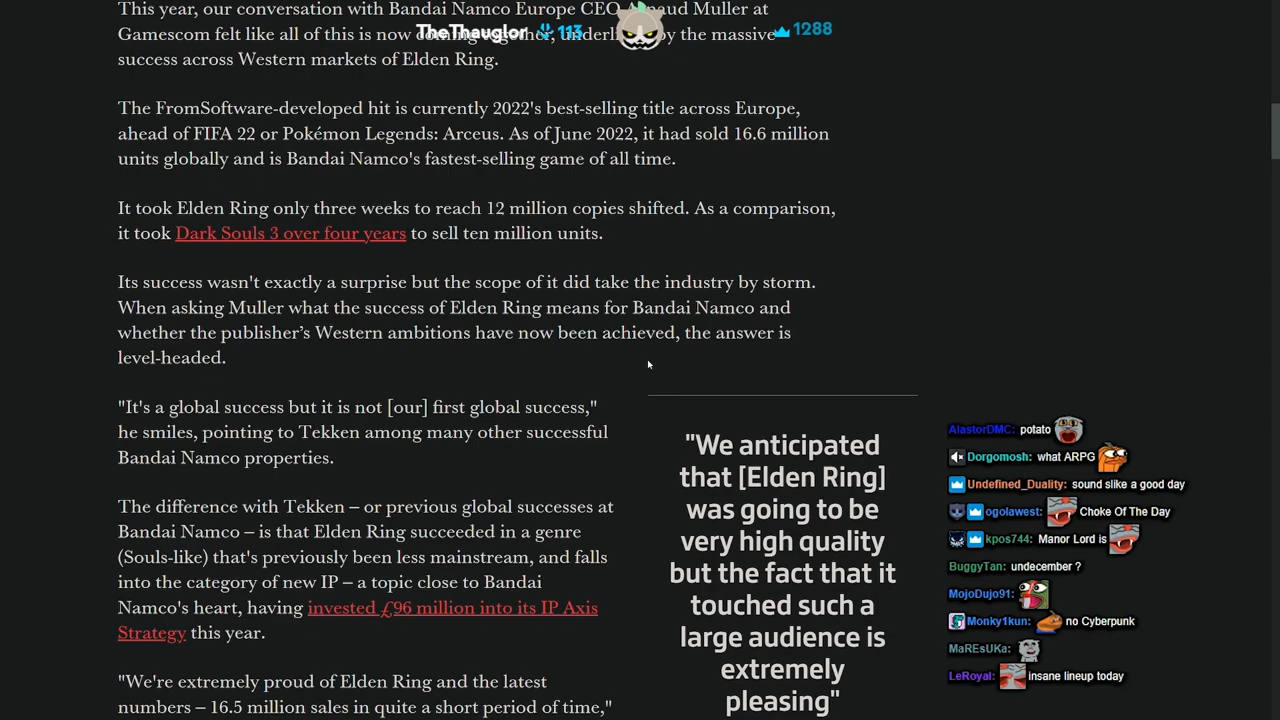 This year, our conversation with Bandai Namco Europe CEO Arnaud Muller at
Gamescom felt like all of this is now coming together, underlined by the massive
TheThauglor 113 1288
success across Western markets of Elden Ring.
The FromSoftware-developed hit is currently 2022's best-selling title across Europe,
ahead of FIFA 22 or Pokémon Legends: Arceus. As of June 2022, it had sold 16.6 million
units globally and is Bandai Namco's fastest-selling game of all time.
It took Elden Ring only three weeks to reach 12 million copies shifted. As a comparison,
it took Dark Souls 3 over four years to sell ten million units.
Its success wasn't exactly a surprise but the scope of it did take the industry by storm.
When asking Muller what the success of Elden Ring means for Bandai Namco and
whether the publisher’s Western ambitions have now been achieved, the answer is
level-headed.
"It's a global success but it is not [our] first global success,"
he smiles, pointing to Tekken among many other successful
Bandai Namco properties.
The difference with Tekken – or previous global successes at
Bandai Namco – is that Elden Ring succeeded in a genre
(Souls-like) that's previously been less mainstream, and falls
into the category of new IP – a topic close to Bandai
Namco's heart, having invested £96 million into its IP Axis
Strategy this year.
"We're extremely proud of Elden Ring and the latest
numbers – 16.5 million sales in quite a short period of time,"
"We anticipated
that [Elden Ring]
was going to be
very high quality
but the fact that it
touched such a
large audience is
extremely
pleasing"
AlastorDMC: potato
Dorgomosh: what ARPG
Undefined_Duality: sound slike a good day
ogolawest: Choke Of The Day
kpos744: Manor Lord is
BuggyTan: undecember ?
MojoDujo91:
Monky1kun: no Cyberpunk
MaREsUKa:
LeRoyal: insane lineup today